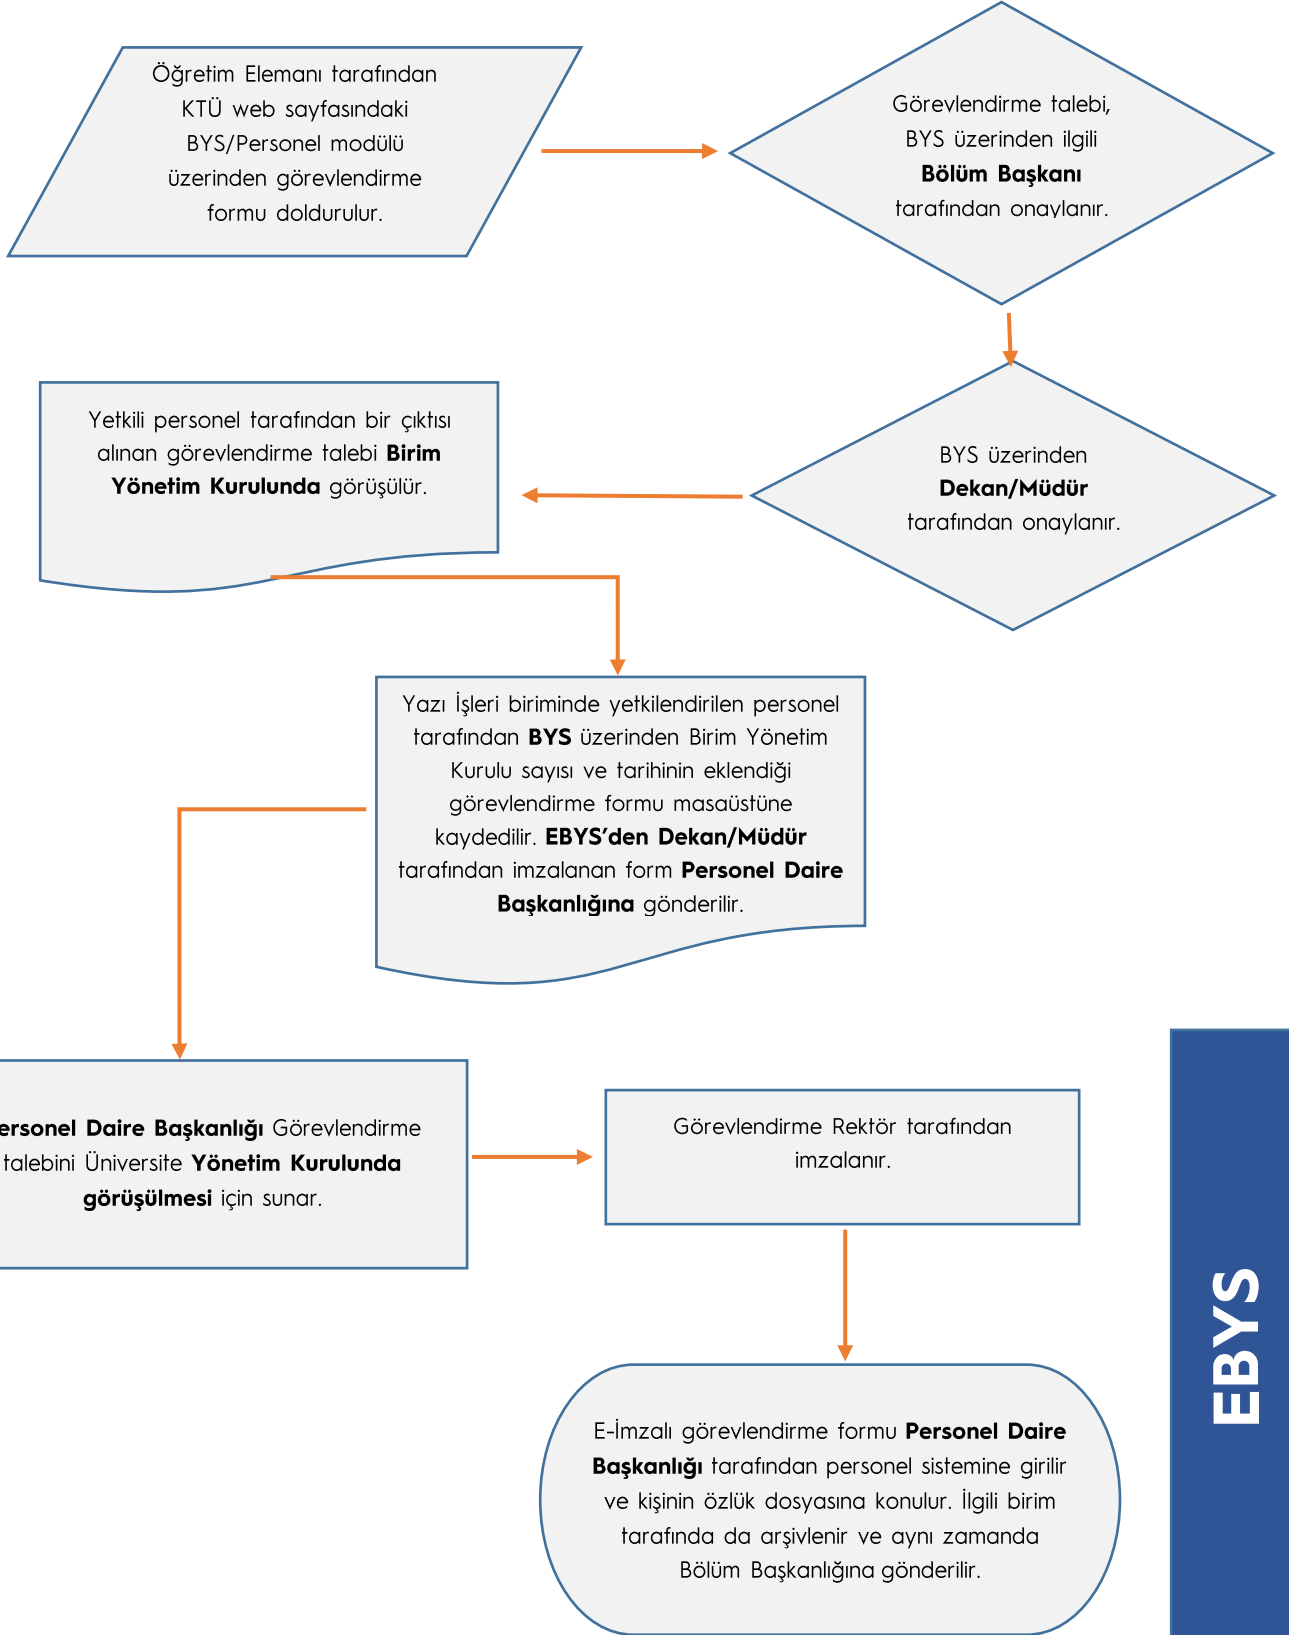 Öğretim Elemanı tarafından
KTÜ web sayfasındaki
BYS/Personel modülü
üzerinden görevlendirme
formu doldurulur.
Görevlendirme talebi,
BYS üzerinden ilgili
Bölüm Başkanı
tarafından onaylanır.
BYS üzerinden
Dekan/Müdür
tarafından onaylanır.
Yetkili personel tarafından bir çıktısı
alınan görevlendirme talebi Birim
Yönetim Kurulunda görüşülür.
Yazı İşleri biriminde yetkilendirilen personel
tarafından BYS üzerinden Birim Yönetim
Kurulu sayısı ve tarihinin eklendiği
görevlendirme formu masaüstüne
kaydedilir. EBYS’den Dekan/Müdür
tarafından imzalanan form Personel Daire
Başkanlığına gönderilir.
ersonel Daire Başkanlığı Görevlendirme
talebini Üniversite Yönetim Kurulunda
görüşülmesi için sunar.
Görevlendirme Rektör tarafından
imzalanır.
E-İmzalı görevlendirme formu Personel Daire
Başkanlığı tarafından personel sistemine girilir
ve kişinin özlük dosyasına konulur. İlgili birim
tarafında da arşivlenir ve aynı zamanda
Bölüm Başkanlığına gönderilir.
EBYS